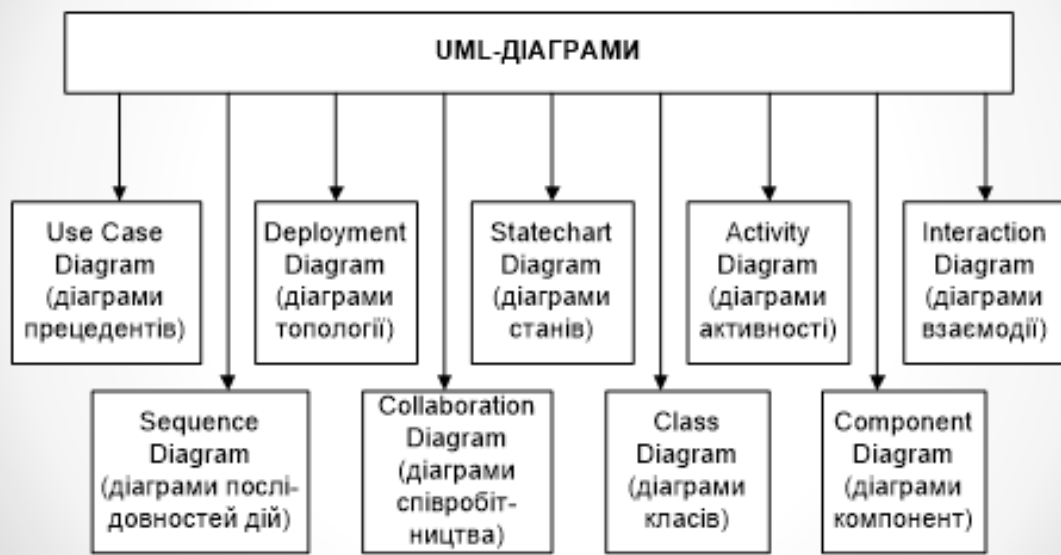 UML-ДІАГРАМИ
Use Case
Diagram
(діаграми
прецедентів)
Deployment
Diagram
(діаграми
топології)
Statechart
Diagram
(діаграми
станів)
Activity
Diagram
(діаграми
активності)
Interaction
Diagram
(діаграми
взаємодії)
Sequence
Diagram
(діаграми послі-
довностей дій)
Collaboration
Diagram
(діаграми
співробіт-
ництва)
Class
Diagram
(діаграми
класів)
Component
Diagram
(діаграми
компонент)